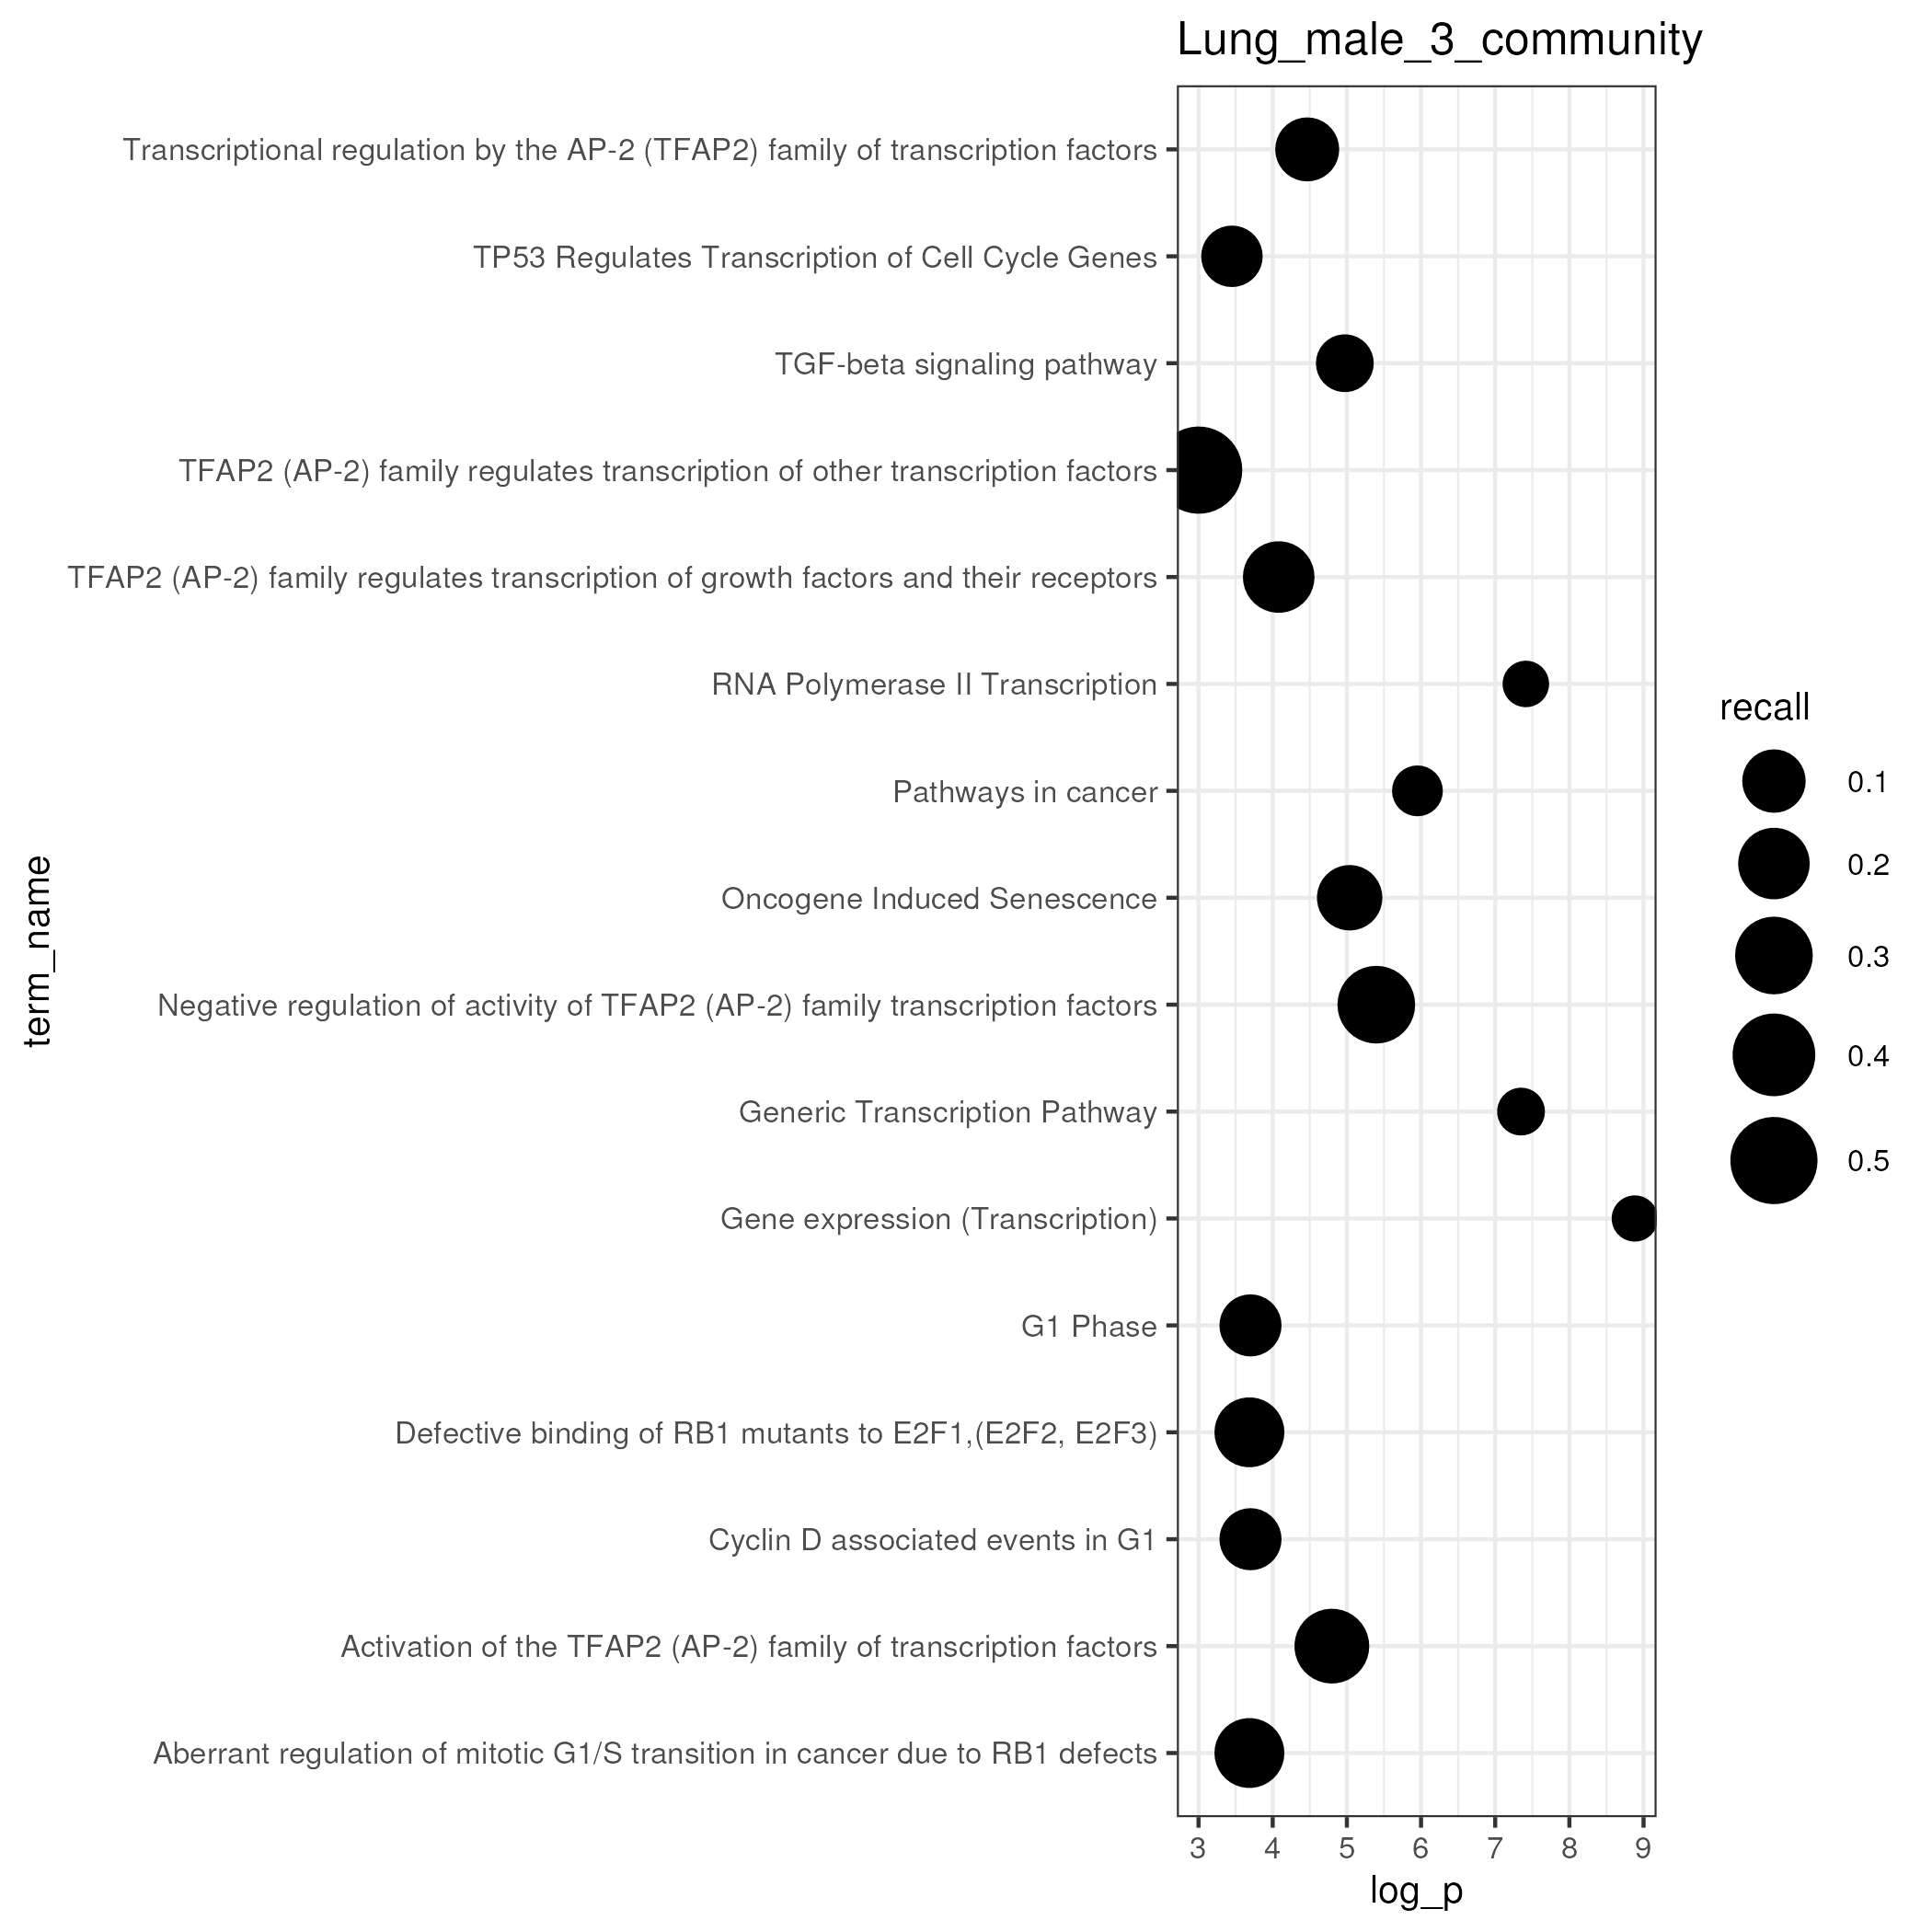 Lung_male_3_community
Transcriptional regulation by the AP-2 (TFAP2) family of transcription factors
TP53 Regulates Transcription of Cell Cycle Genes
TGF-beta signaling pathway
TFAP2 (AP-2) family regulates transcription of other transcription factors
TFAP2 (AP-2) family regulates transcription of growth factors and their receptors
RNA Polymerase II Transcription
Pathways in cancer
Oncogene Induced Senescence
Negative regulation of activity of TFAP2 (AP-2) family transcription factors
Generic Transcription Pathway
Gene expression (Transcription)
G1 Phase
Defective binding of RB1 mutants to E2F1,(E2F2, E2F3)
Cyclin D associated events in G1
Activation of the TFAP2 (AP-2) family of transcription factors
Aberrant regulation of mitotic G1/S transition in cancer due to RB1 defects
term_name
3 4 5 6 7 8 9
log_p
recall
0.1
0.2
0.3
0.4
0.5